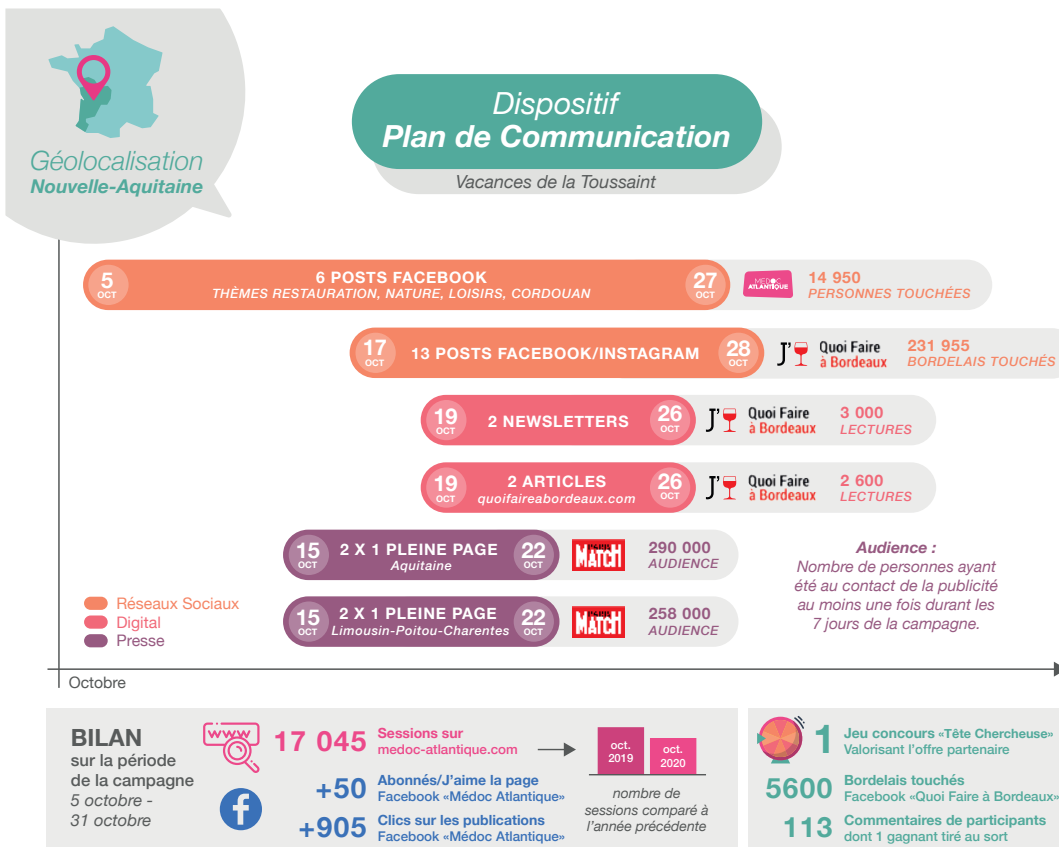 Géolocalisation
Nouvelle-Aquitaine
Dispositif
Plan de Communication
Vacances de la Toussaint
5
OCT
6 POSTS FACEBOOK
THÈMES RESTAURATION, NATURE, LOISIRS, CORDOUAN
27
OCT
MÉDOC
ATLANTIQUE
14 950
PERSONNES TOUCHÉES
17
OCT
13 POSTS FACEBOOK/INSTAGRAM
28
OCT
J'
Quoi Faire
à Bordeaux
231 955
BORDELAIS TOUCHÉS
19
OCT
2 NEWSLETTERS
26
OCT
J'
Quoi Faire
à Bordeaux
3 000
LECTURES
19
OCT
2 ARTICLES
quoifaireabordeaux.com
26
OCT
J'
Quoi Faire
à Bordeaux
2 600
LECTURES
15
OCT
2 X 1 PLEINE PAGE
Aquitaine
22
OCT
PARIS
MATCH
290 000
AUDIENCE
15
OCT
2 X 1 PLEINE PAGE
Limousin-Poitou-Charentes
22
OCT
PARIS
MATCH
258 000
AUDIENCE
Audience :
Nombre de personnes ayant
été au contact de la publicité
au moins une fois durant les
7 jours de la campagne.
Réseaux Sociaux
Digital
Presse
Octobre
BILAN
sur la période
de la campagne
5 octobre -
31 octobre
www
17 045
Sessions sur
medoc-atlantique.com
+50
Abonnés/J'aime la page
Facebook «Médoc Atlantique»
+905
Clics sur les publications
Facebook «Médoc Atlantique»
oct.
2019
oct.
2020
nombre de
sessions comparé à
l'année précédente
1
Jeu concours «Tête Chercheuse»
Valorisant l'offre partenaire
5600
Bordelais touchés
Facebook «Quoi Faire à Bordeaux»
113
Commentaires de participants
dont 1 gagnant tiré au sort